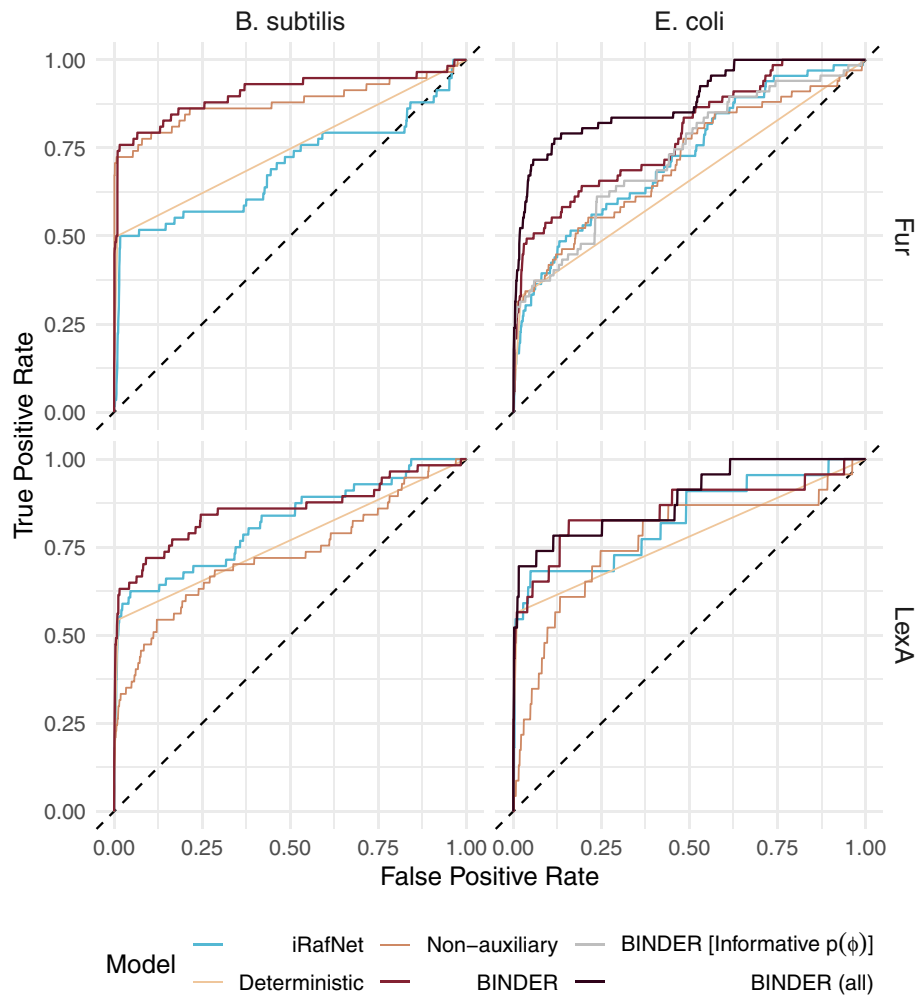 B. subtilis
E. coli
1.00
0.75
0.50
0.25
0.00
Fur
True Positive Rate
1.00
0.75
0.50
0.25
0.00
LexA
0.00 0.25 0.50 0.75 1.00 0.00 0.25 0.50 0.75 1.00
False Positive Rate
Model
iRafNet Non−auxiliary BINDER [Informative p(ϕ)]
Deterministic BINDER BINDER (all)